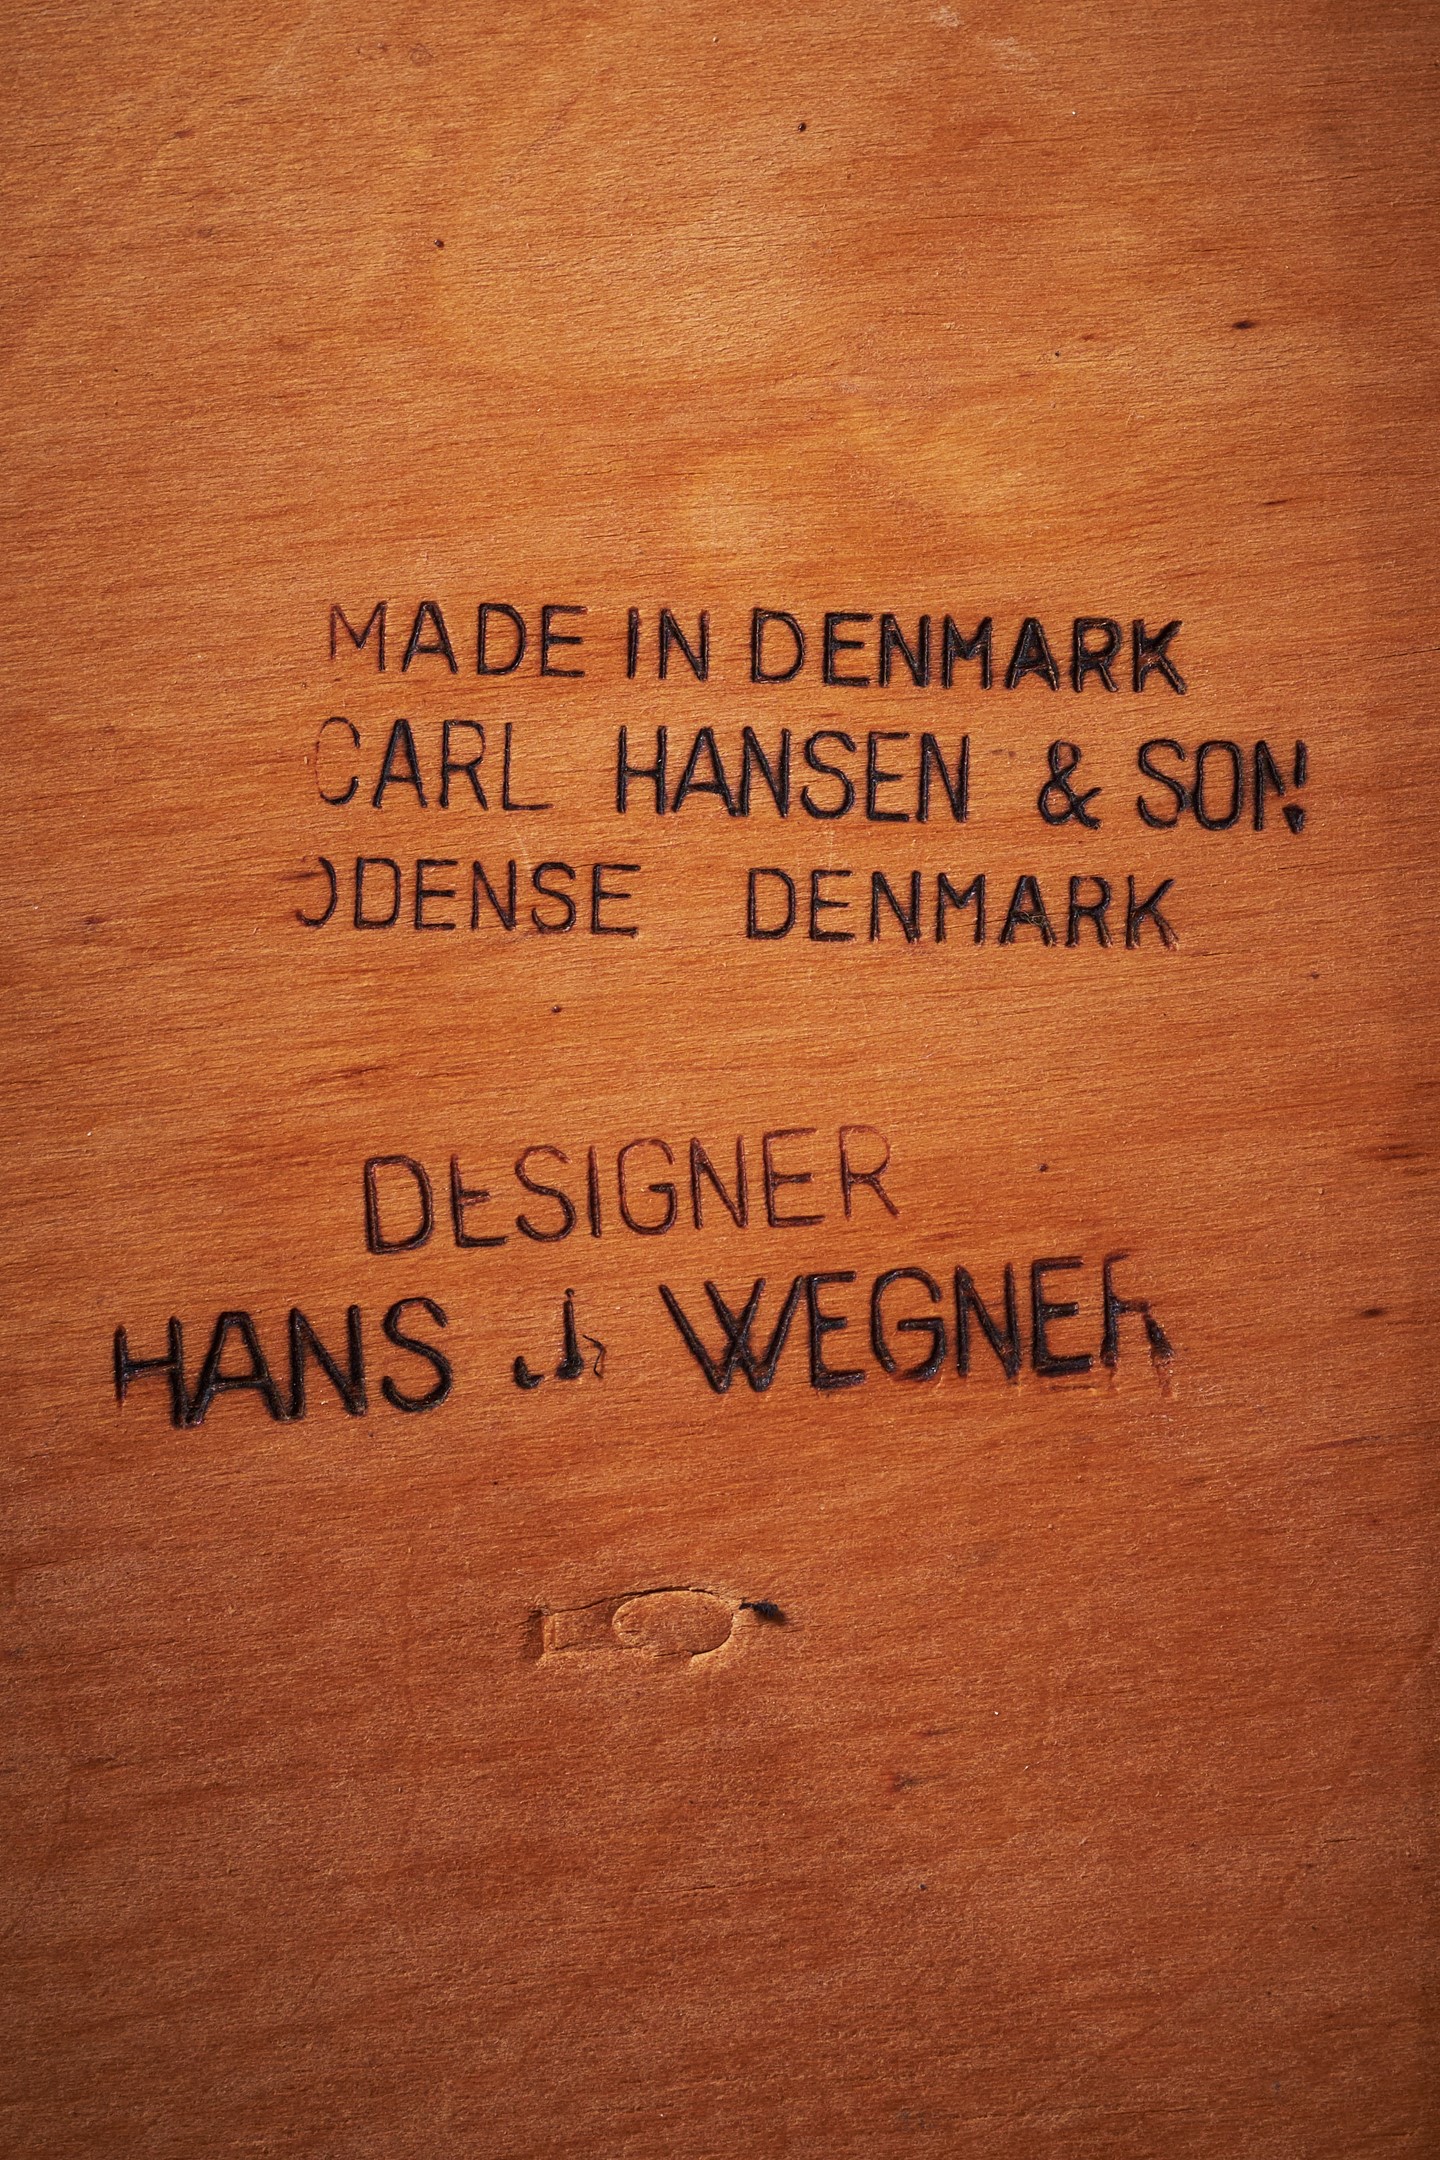 MADE IN DENMARK
CARL HANSEN & SON
ODENSE DENMARK
DESIGNER
HANS J. WEGNER